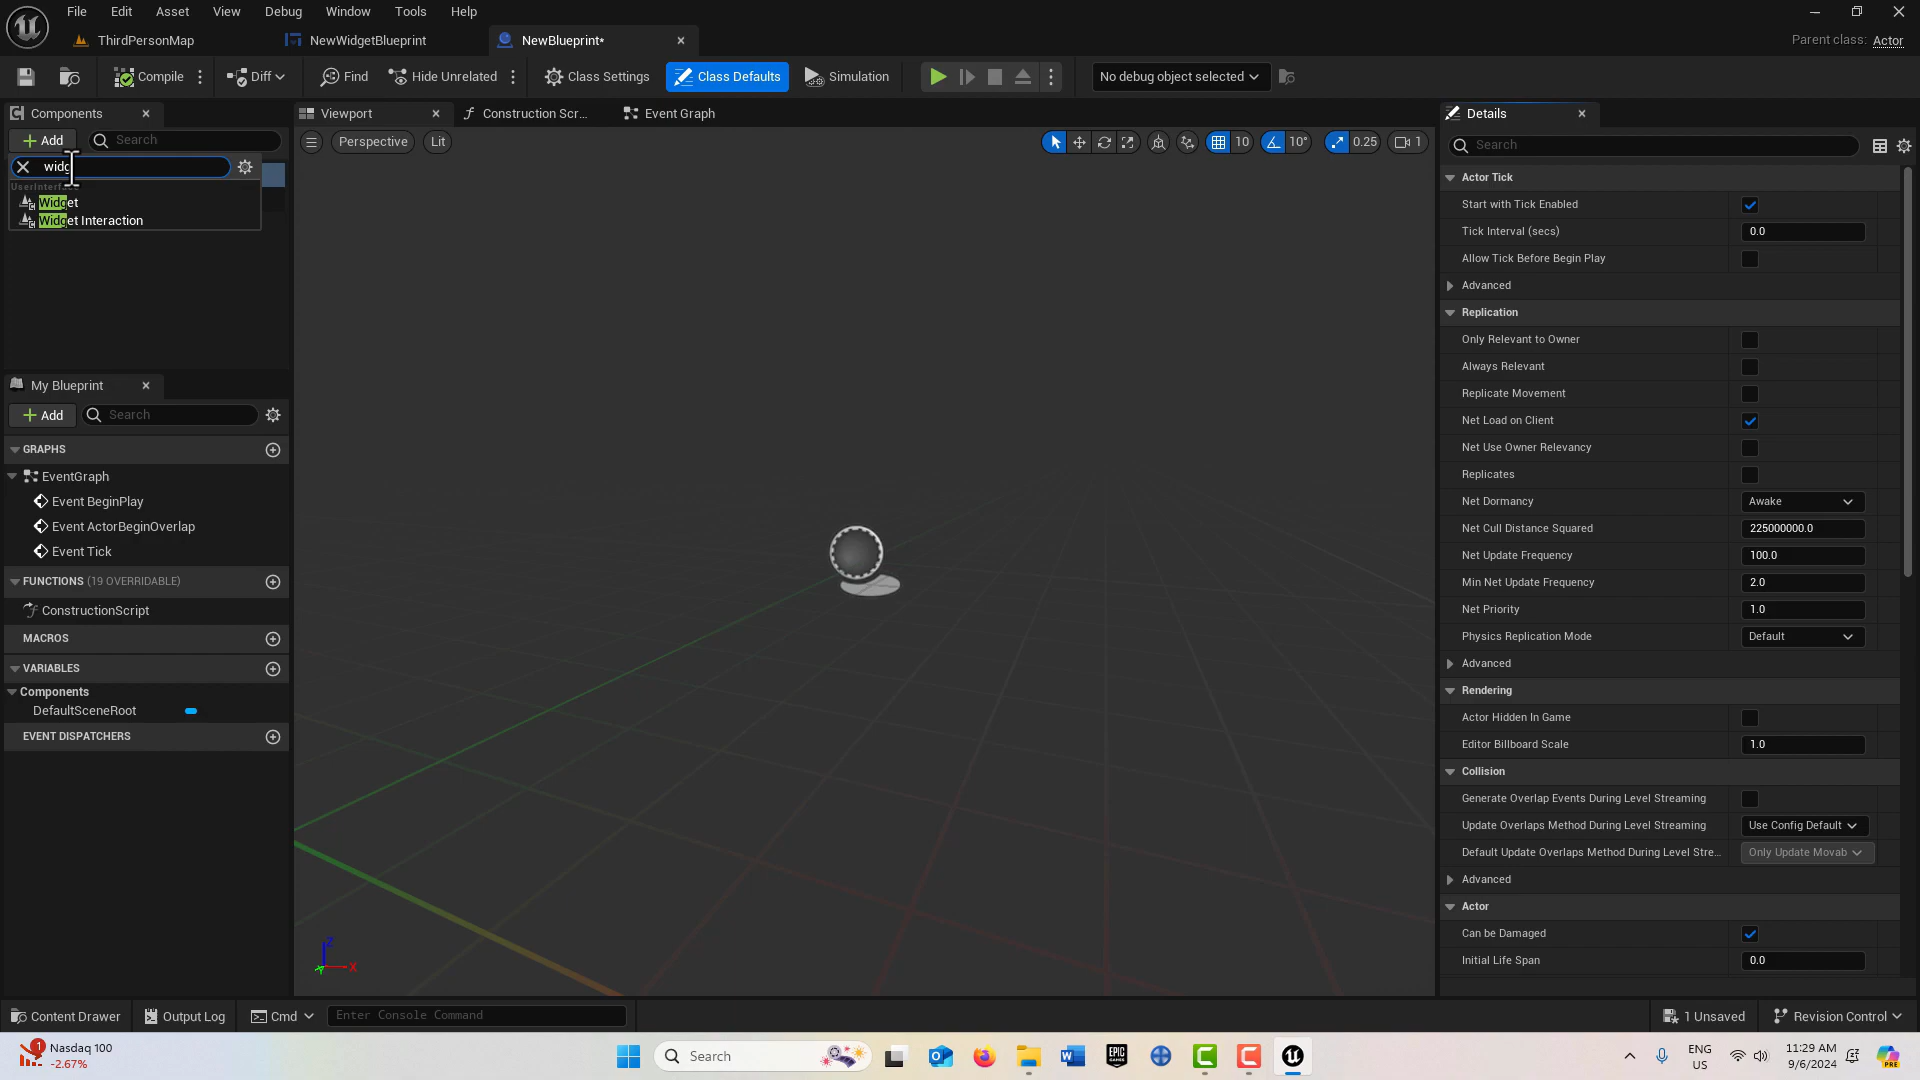 File Edit Asset View Debug Window Tools Help
ThirdPersonMap NewWidgetBlueprint NewBlueprint*
Parent class: Actor
Compile Diff Find Hide Unrelated Class Settings Class Defaults Simulation No debug object selected
Components
Add Search
widg
UserInterface
Widget
Widget Interaction
My Blueprint
Add Search
GRAPHS
EventGraph
Event BeginPlay
Event ActorBeginOverlap
Event Tick
FUNCTIONS (19 OVERRIDABLE)
ConstructionScript
MACROS
VARIABLES
Components
DefaultSceneRoot
EVENT DISPATCHERS
Viewport Construction Scr... Event Graph
Perspective Lit 10 10° 0.25 1
Z
X
Y
Details
Search
Actor Tick
Start with Tick Enabled
Tick Interval (secs) 0.0
Allow Tick Before Begin Play
Advanced
Replication
Only Relevant to Owner
Always Relevant
Replicate Movement
Net Load on Client
Net Use Owner Relevancy
Replicates
Net Dormancy Awake
Net Cull Distance Squared 225000000.0
Net Update Frequency 100.0
Min Net Update Frequency 2.0
Net Priority 1.0
Physics Replication Mode Default
Advanced
Rendering
Actor Hidden In Game
Editor Billboard Scale 1.0
Collision
Generate Overlap Events During Level Streaming
Update Overlaps Method During Level Streaming Use Config Default
Default Update Overlaps Method During Level Stre... Only Update Movab
Advanced
Actor
Can be Damaged
Initial Life Span 0.0
Content Drawer Output Log Cmd Enter Console Command 1 Unsaved Revision Control
1 Nasdaq 100
-2.67%
Search
EPIC GAMES
ENG
US
11:29 AM
9/6/2024
PRE